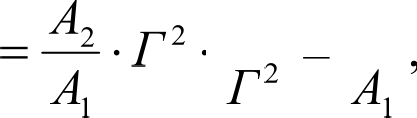 = A₂/A₁ · Γ² · /Γ² − /A₁ ,